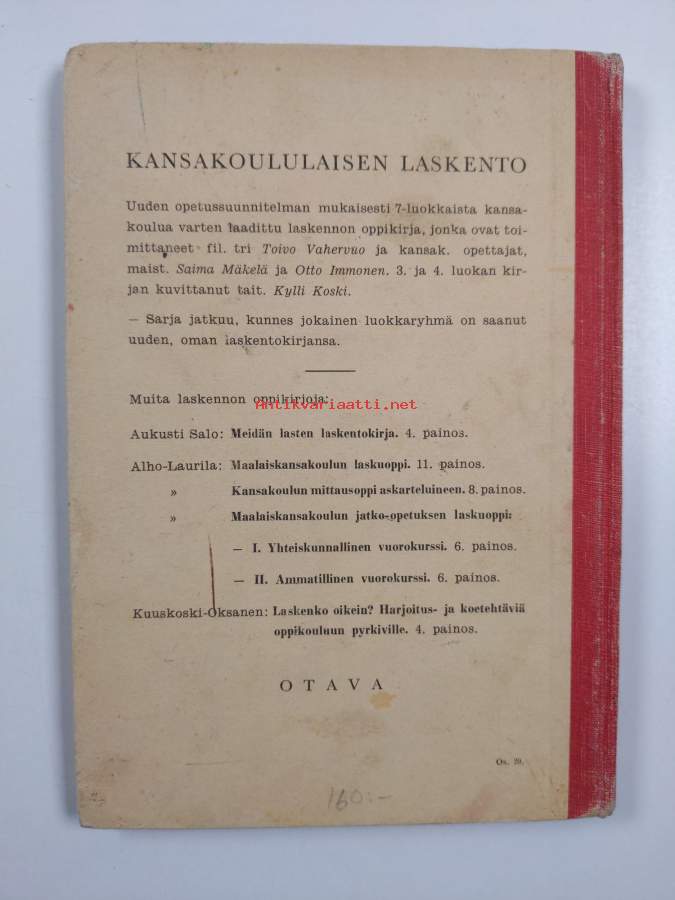 KANSAKOULULAISEN LASKENTO
Uuden opetussuunnitelman mukaisesti 7-luokkaista kansa-
koulua varten laadittu laskennon oppikirja, jonka ovat toi-
mittaneet fil. tri Toivo Vahervuo ja kansak. opettajat,
maist. Saima Mäkelä ja Otto Immonen. 3. ja 4. luokan kir-
jan kuvittanut tait. Kylli Koski.
— Sarja jatkuu, kunnes jokainen luokkaryhmä on saanut
uuden, oman laskentokirjansa.
Muita laskennon oppikirjoja:
Antikvariaatti.net
Aukusti Salo: Meidän lasten laskentokirja. 4. painos.
Alho-Laurila: Maalaiskansakoulun laskuoppi. 11. painos.
» Kansakoulun mittausoppi askarteluineen. 8. painos.
» Maalaiskansakoulun jatko-opetuksen laskuoppi:
— I. Yhteiskunnallinen vuorokurssi. 6. painos.
— II. Ammatillinen vuorokurssi. 6. painos.
Kuuskoski-Oksanen: Laskenko oikein? Harjoitus- ja koetehtäviä
oppikouluun pyrkiville. 4. painos.
OTAVA
Os. 29.
160:-